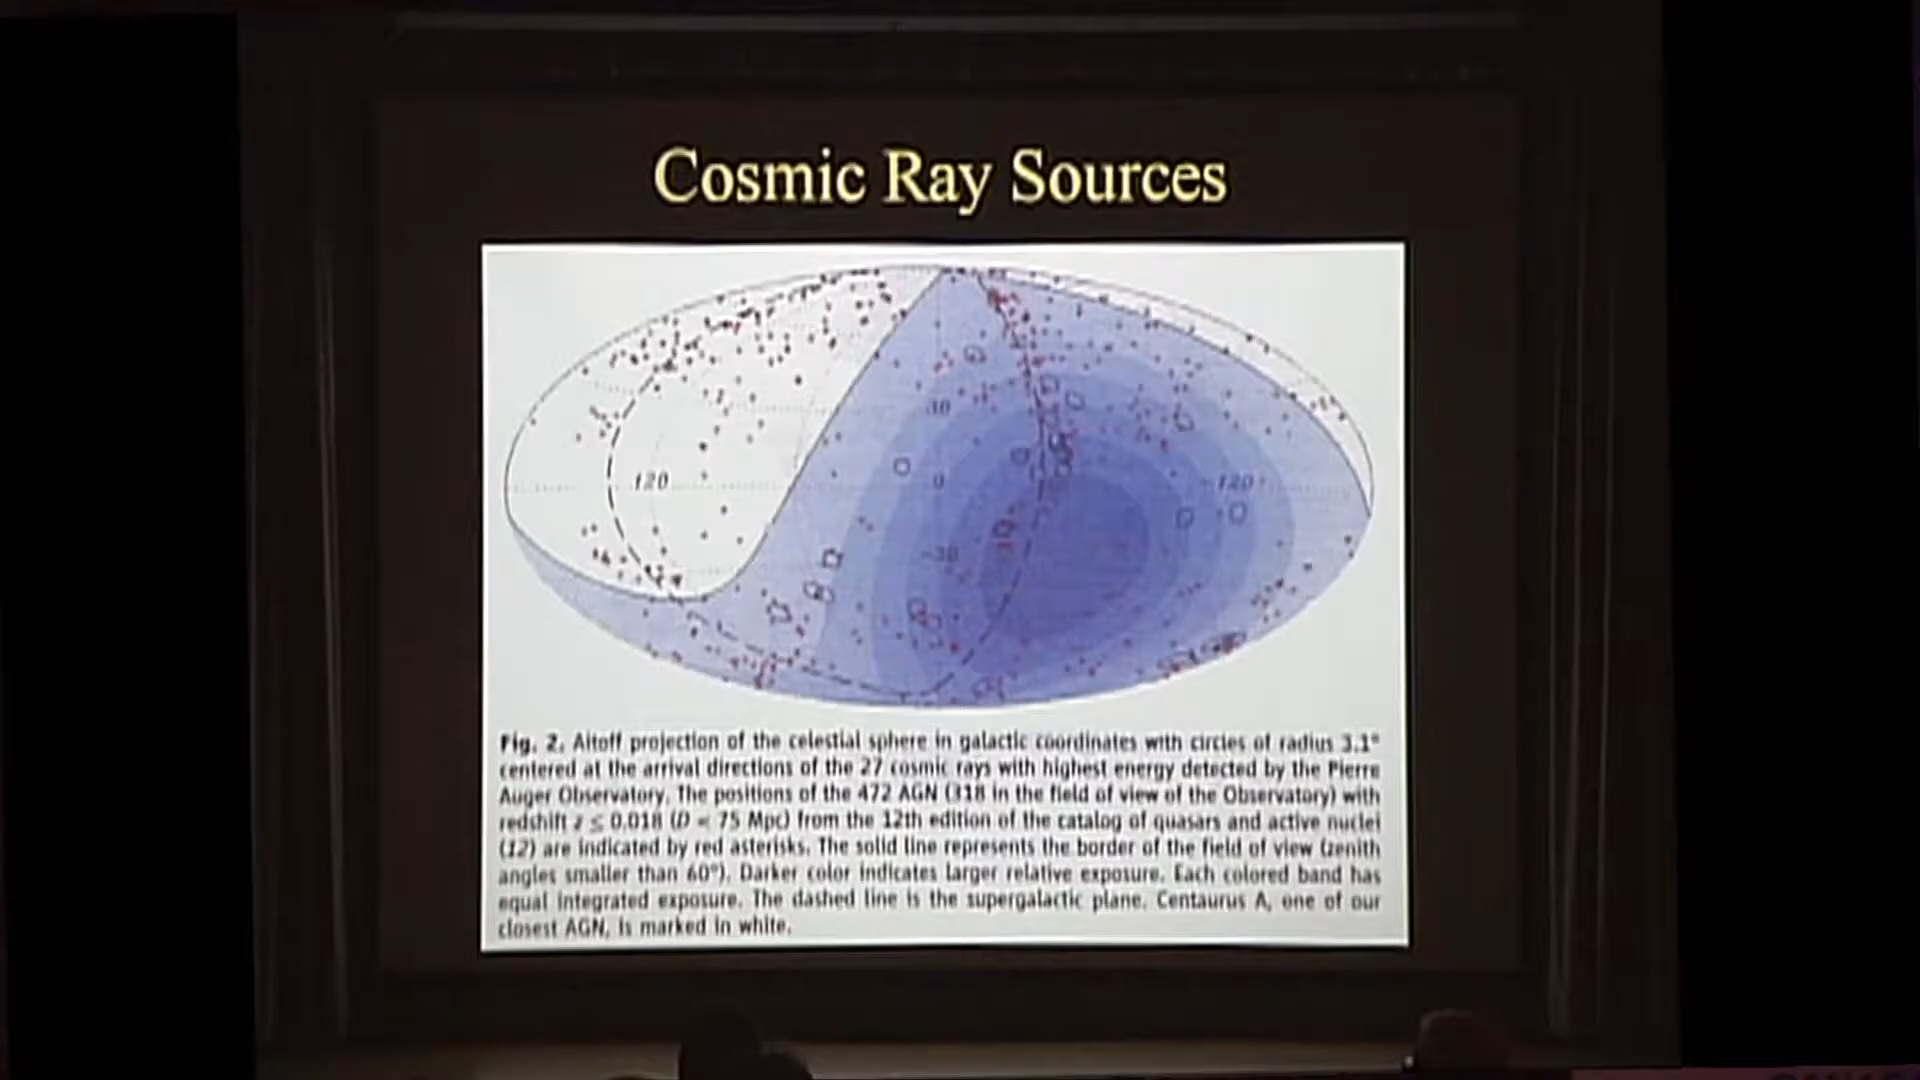 Cosmic Ray Sources
30
120
0
-120
-30
Fig. 2. Aitoff projection of the celestial sphere in galactic coordinates with circles of radius 3.1°
centered at the arrival directions of the 27 cosmic rays with highest energy detected by the Pierre
Auger Observatory. The positions of the 472 AGN (318 in the field of view of the Observatory) with
redshift z ≤ 0.018 (D < 75 Mpc) from the 12th edition of the catalog of quasars and active nuclei
(12) are indicated by red asterisks. The solid line represents the border of the field of view (zenith
angles smaller than 60°). Darker color indicates larger relative exposure. Each colored band has
equal integrated exposure. The dashed line is the supergalactic plane. Centaurus A, one of our
closest AGN, is marked in white.